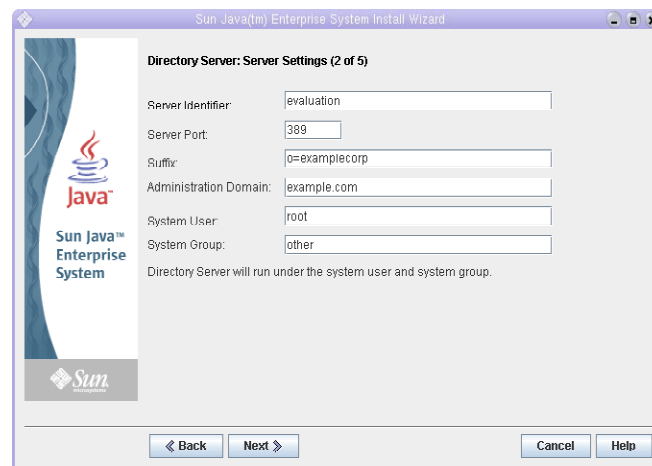 Sun Java(tm) Enterprise System Install Wizard
Directory Server: Server Settings (2 of 5)
Server Identifier: evaluation
Server Port: 389
Suffix: o=examplecorp
Administration Domain: example.com
System User: root
System Group: other
Directory Server will run under the system user and system group.
Java™
Sun Java™
Enterprise
System
Sun
microsystems
Back Next Cancel Help